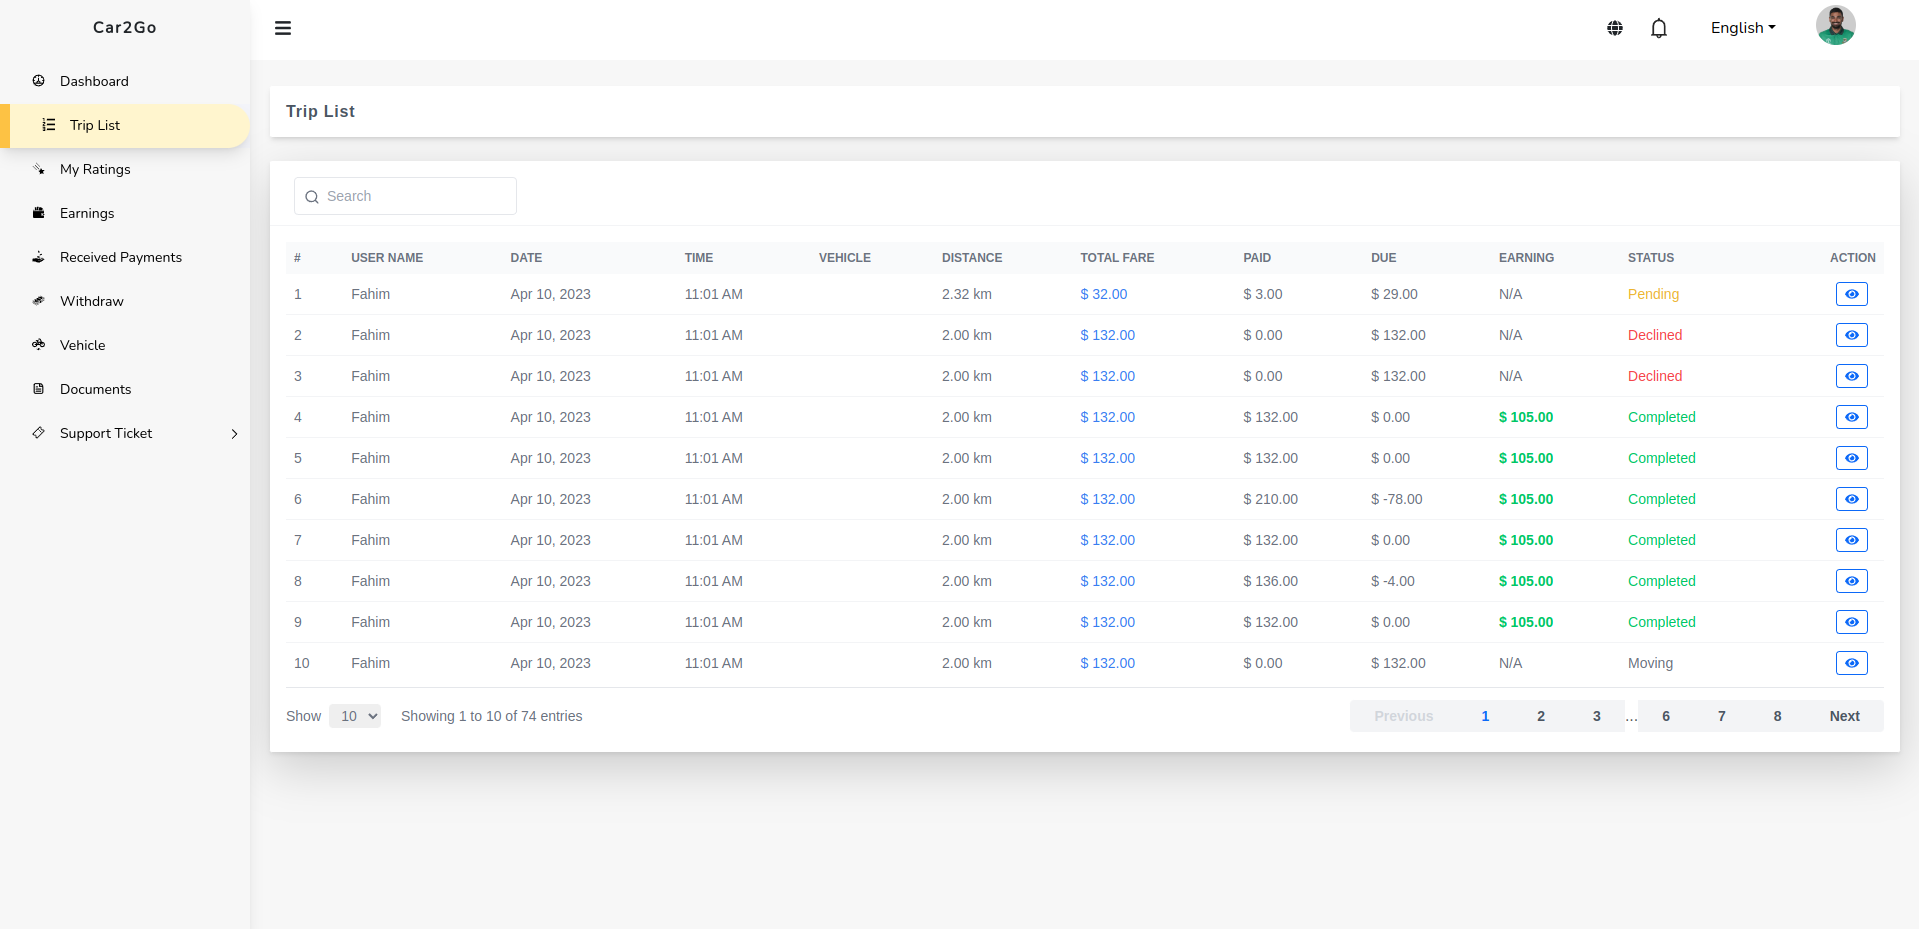 Car2Go
English
Dashboard
Trip List
My Ratings
Earnings
Received Payments
Withdraw
Vehicle
Documents
Support Ticket
Trip List
Search
# USER NAME DATE TIME VEHICLE DISTANCE TOTAL FARE PAID DUE EARNING STATUS ACTION
1 Fahim Apr 10, 2023 11:01 AM 2.32 km $ 32.00 $ 3.00 $ 29.00 N/A Pending
2 Fahim Apr 10, 2023 11:01 AM 2.00 km $ 132.00 $ 0.00 $ 132.00 N/A Declined
3 Fahim Apr 10, 2023 11:01 AM 2.00 km $ 132.00 $ 0.00 $ 132.00 N/A Declined
4 Fahim Apr 10, 2023 11:01 AM 2.00 km $ 132.00 $ 132.00 $ 0.00 $ 105.00 Completed
5 Fahim Apr 10, 2023 11:01 AM 2.00 km $ 132.00 $ 132.00 $ 0.00 $ 105.00 Completed
6 Fahim Apr 10, 2023 11:01 AM 2.00 km $ 132.00 $ 210.00 $ -78.00 $ 105.00 Completed
7 Fahim Apr 10, 2023 11:01 AM 2.00 km $ 132.00 $ 132.00 $ 0.00 $ 105.00 Completed
8 Fahim Apr 10, 2023 11:01 AM 2.00 km $ 132.00 $ 136.00 $ -4.00 $ 105.00 Completed
9 Fahim Apr 10, 2023 11:01 AM 2.00 km $ 132.00 $ 132.00 $ 0.00 $ 105.00 Completed
10 Fahim Apr 10, 2023 11:01 AM 2.00 km $ 132.00 $ 0.00 $ 132.00 N/A Moving
Show 10 Showing 1 to 10 of 74 entries Previous 1 2 3 ... 6 7 8 Next